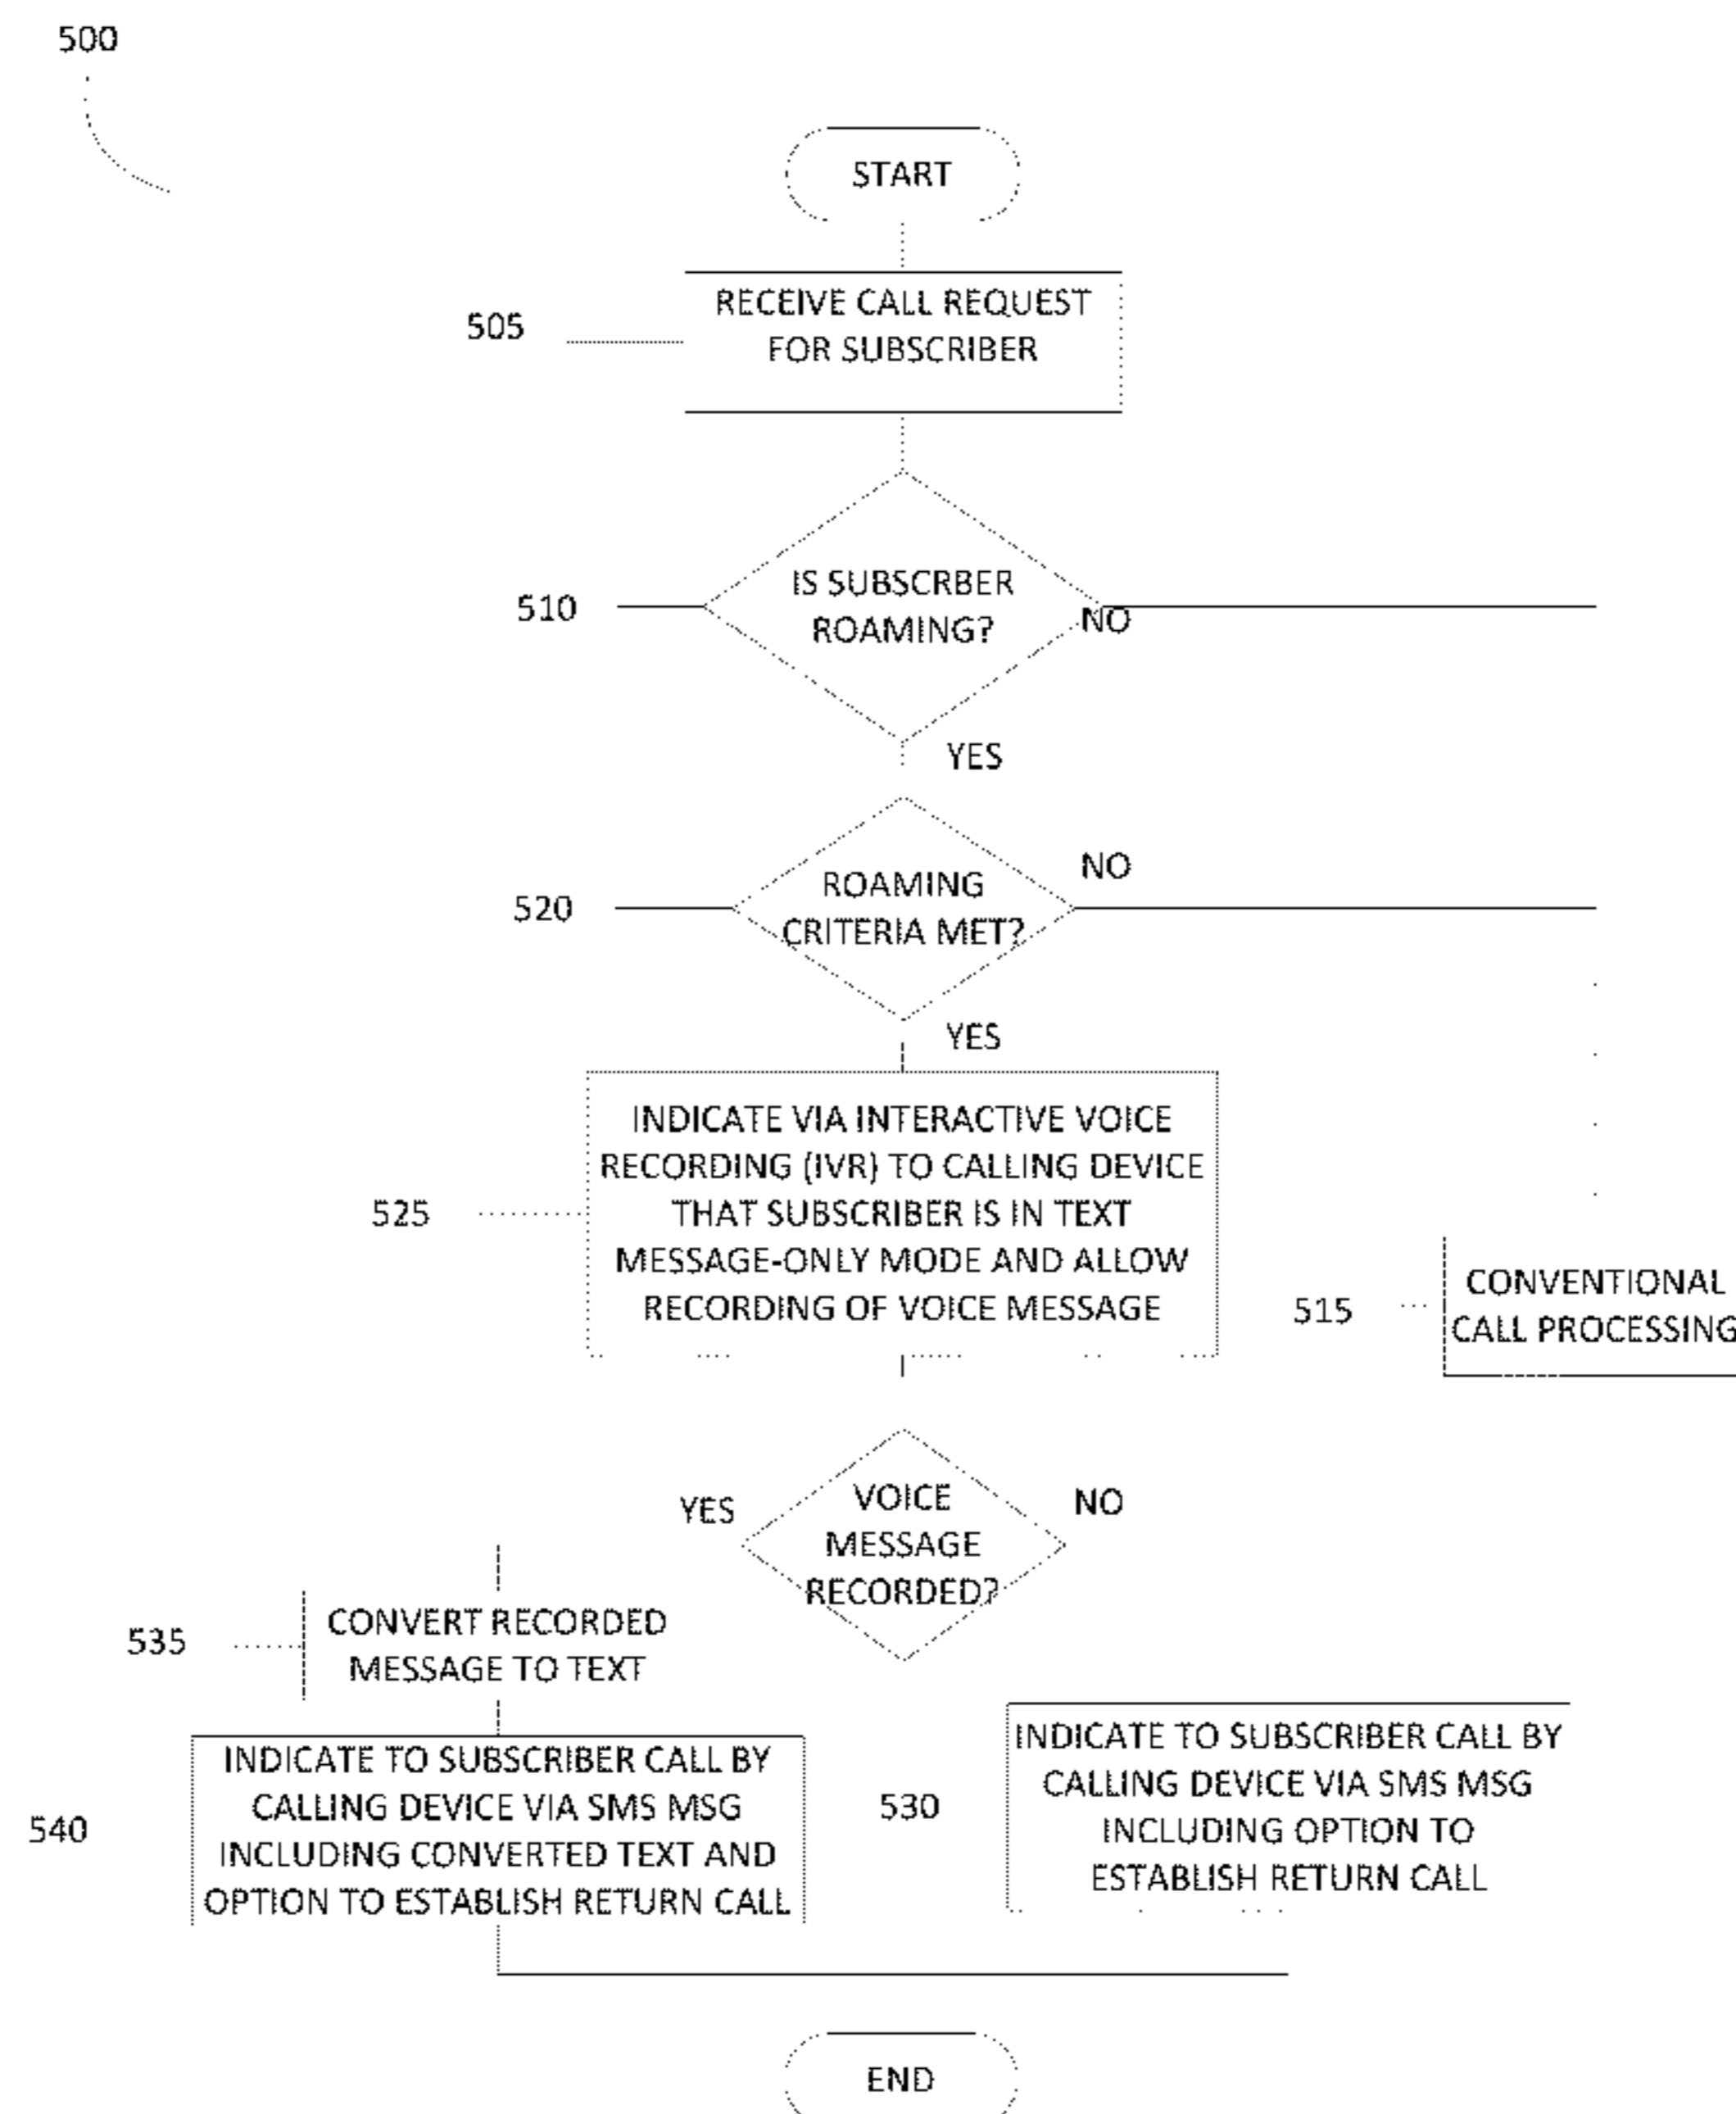 500
START
505
RECEIVE CALL REQUEST
FOR SUBSCRIBER
510
IS SUBSCRBER
ROAMING?
NO
YES
520
ROAMING
CRITERIA MET?
NO
YES
525
INDICATE VIA INTERACTIVE VOICE
RECORDING (IVR) TO CALLING DEVICE
THAT SUBSCRIBER IS IN TEXT
MESSAGE-ONLY MODE AND ALLOW
RECORDING OF VOICE MESSAGE
515
CONVENTIONAL
CALL PROCESSING
YES
VOICE
MESSAGE
RECORDED?
NO
535
CONVERT RECORDED
MESSAGE TO TEXT
540
INDICATE TO SUBSCRIBER CALL BY
CALLING DEVICE VIA SMS MSG
INCLUDING CONVERTED TEXT AND
OPTION TO ESTABLISH RETURN CALL
530
INDICATE TO SUBSCRIBER CALL BY
CALLING DEVICE VIA SMS MSG
INCLUDING OPTION TO
ESTABLISH RETURN CALL
END